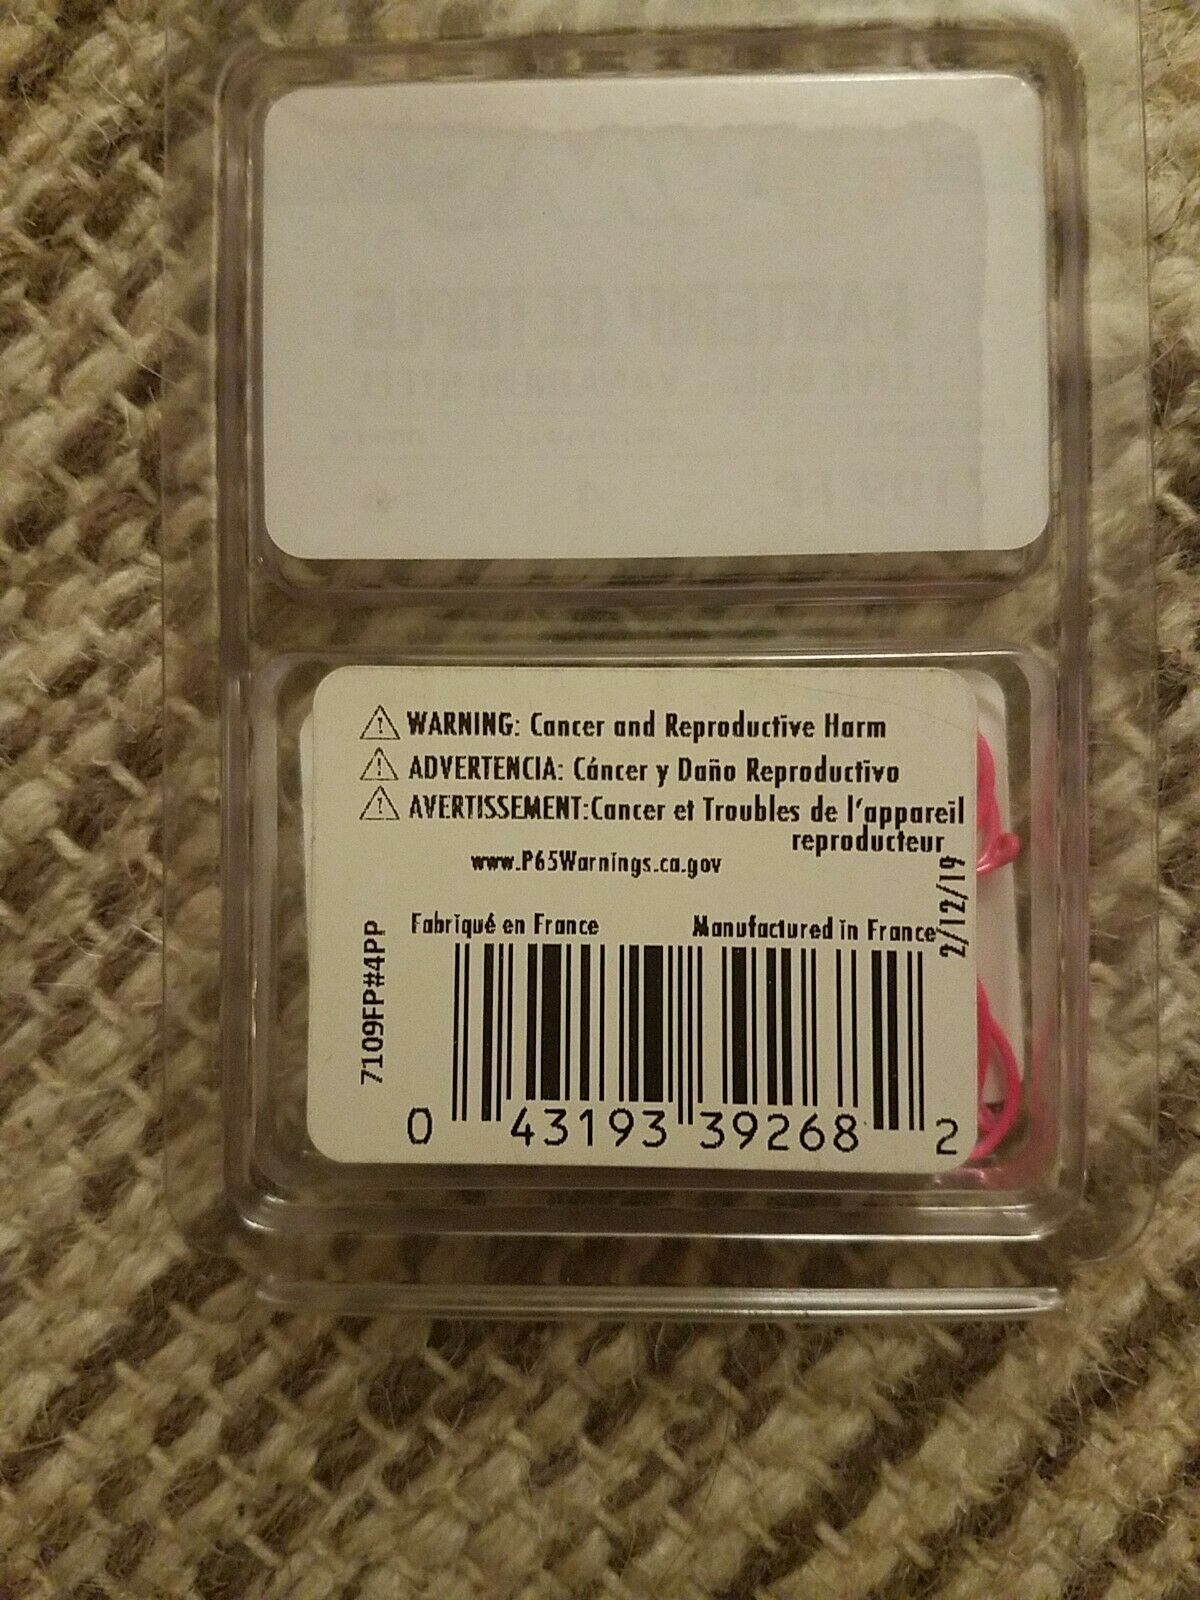 WARNING: Cancer and Reproductive Harm
ADVERTENCIA: Cáncer y Daño Reproductivo
AVERTISSEMENT:Cancer et Troubles de l'appareil
reproducteur
www.P65Warnings.ca.gov
2/12/19
Fabriqué en France Manufactured in France
7109FP#4PP
0 43193 39268 2